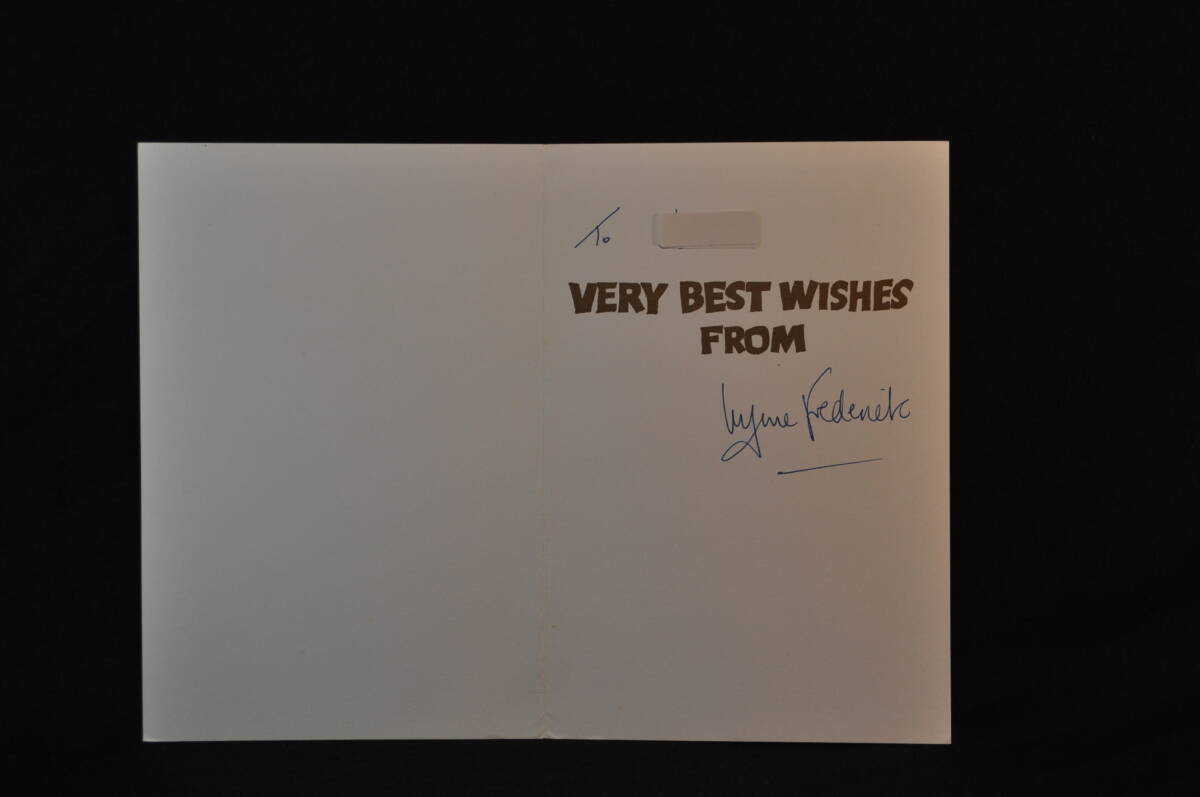 To
VERY BEST WISHES
FROM
Lynne Frederick